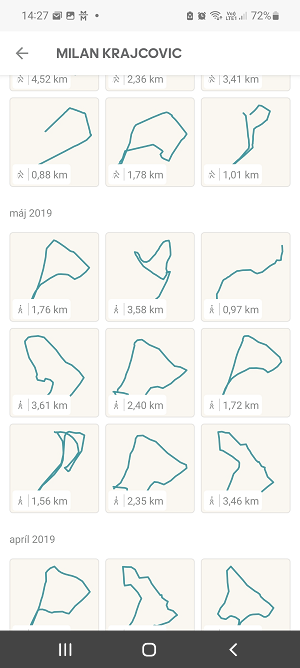 14:27 72%
MILAN KRAJCOVIC
4,52 km 2,36 km 3,41 km
0,88 km 1,78 km 1,01 km
máj 2019
1,76 km 3,58 km 0,97 km
3,61 km 2,40 km 1,72 km
1,56 km 2,35 km 3,46 km
apríl 2019